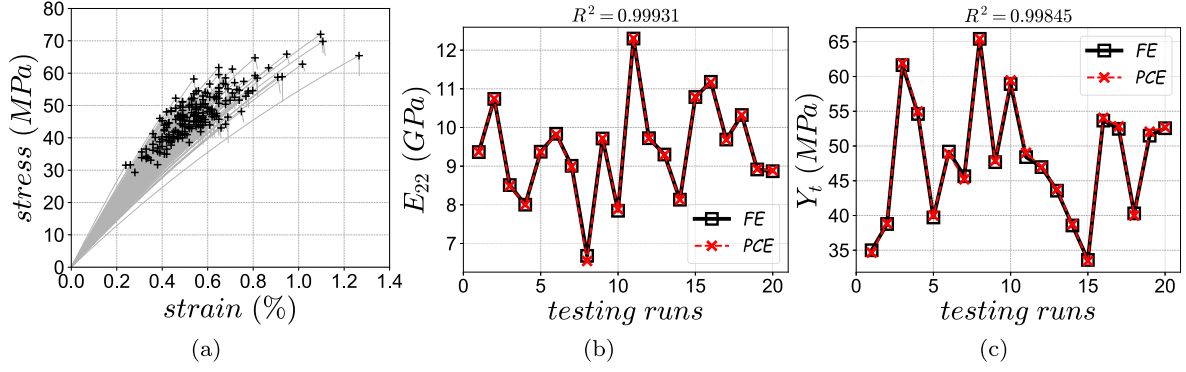 R² = 0.99931
R² = 0.99845
80
70
60
50
40
30
20
10
0
stress (MPa)
0.0 0.2 0.4 0.6 0.8 1.0 1.2 1.4
strain (%)
(a)
12
11
10
9
8
7
E₂₂ (GPa)
FE
PCE
0 5 10 15 20
testing runs
(b)
65
60
55
50
45
40
35
Yₜ (MPa)
FE
PCE
0 5 10 15 20
testing runs
(c)